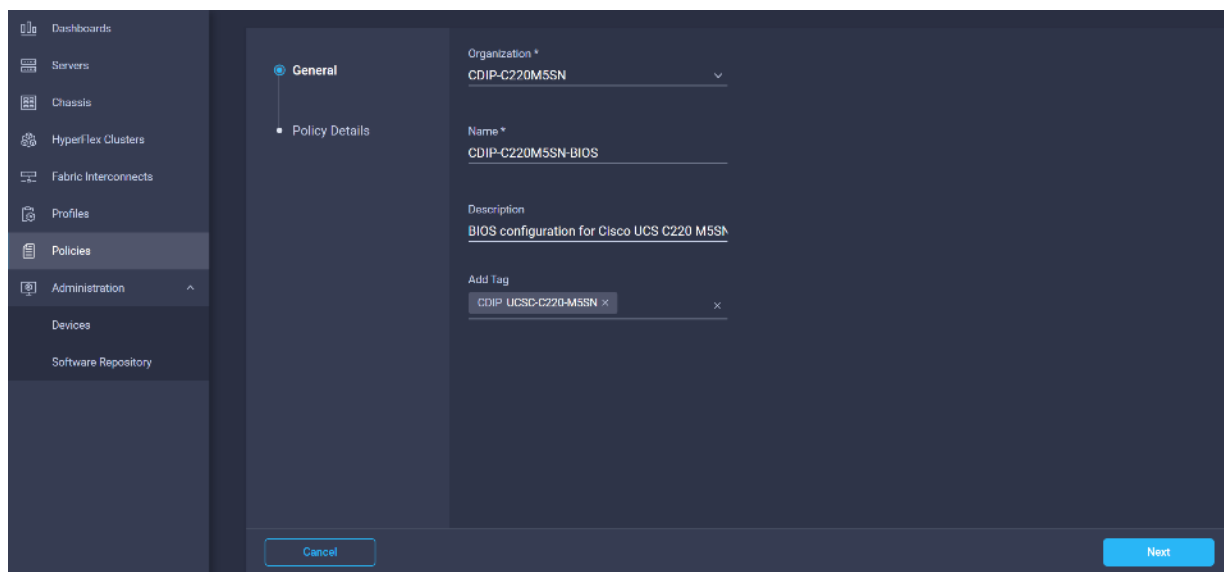 Dashboards
Servers
Chassis
HyperFlex Clusters
Fabric Interconnects
Profiles
Policies
Administration
Devices
Software Repository
General
Policy Details
Organization *
CDIP-C220M5SN
Name *
CDIP-C220M5SN-BIOS
Description
BIOS configuration for Cisco UCS C220 M5SN
Add Tag
CDIP UCSC-C220-M5SN ×
Cancel
Next